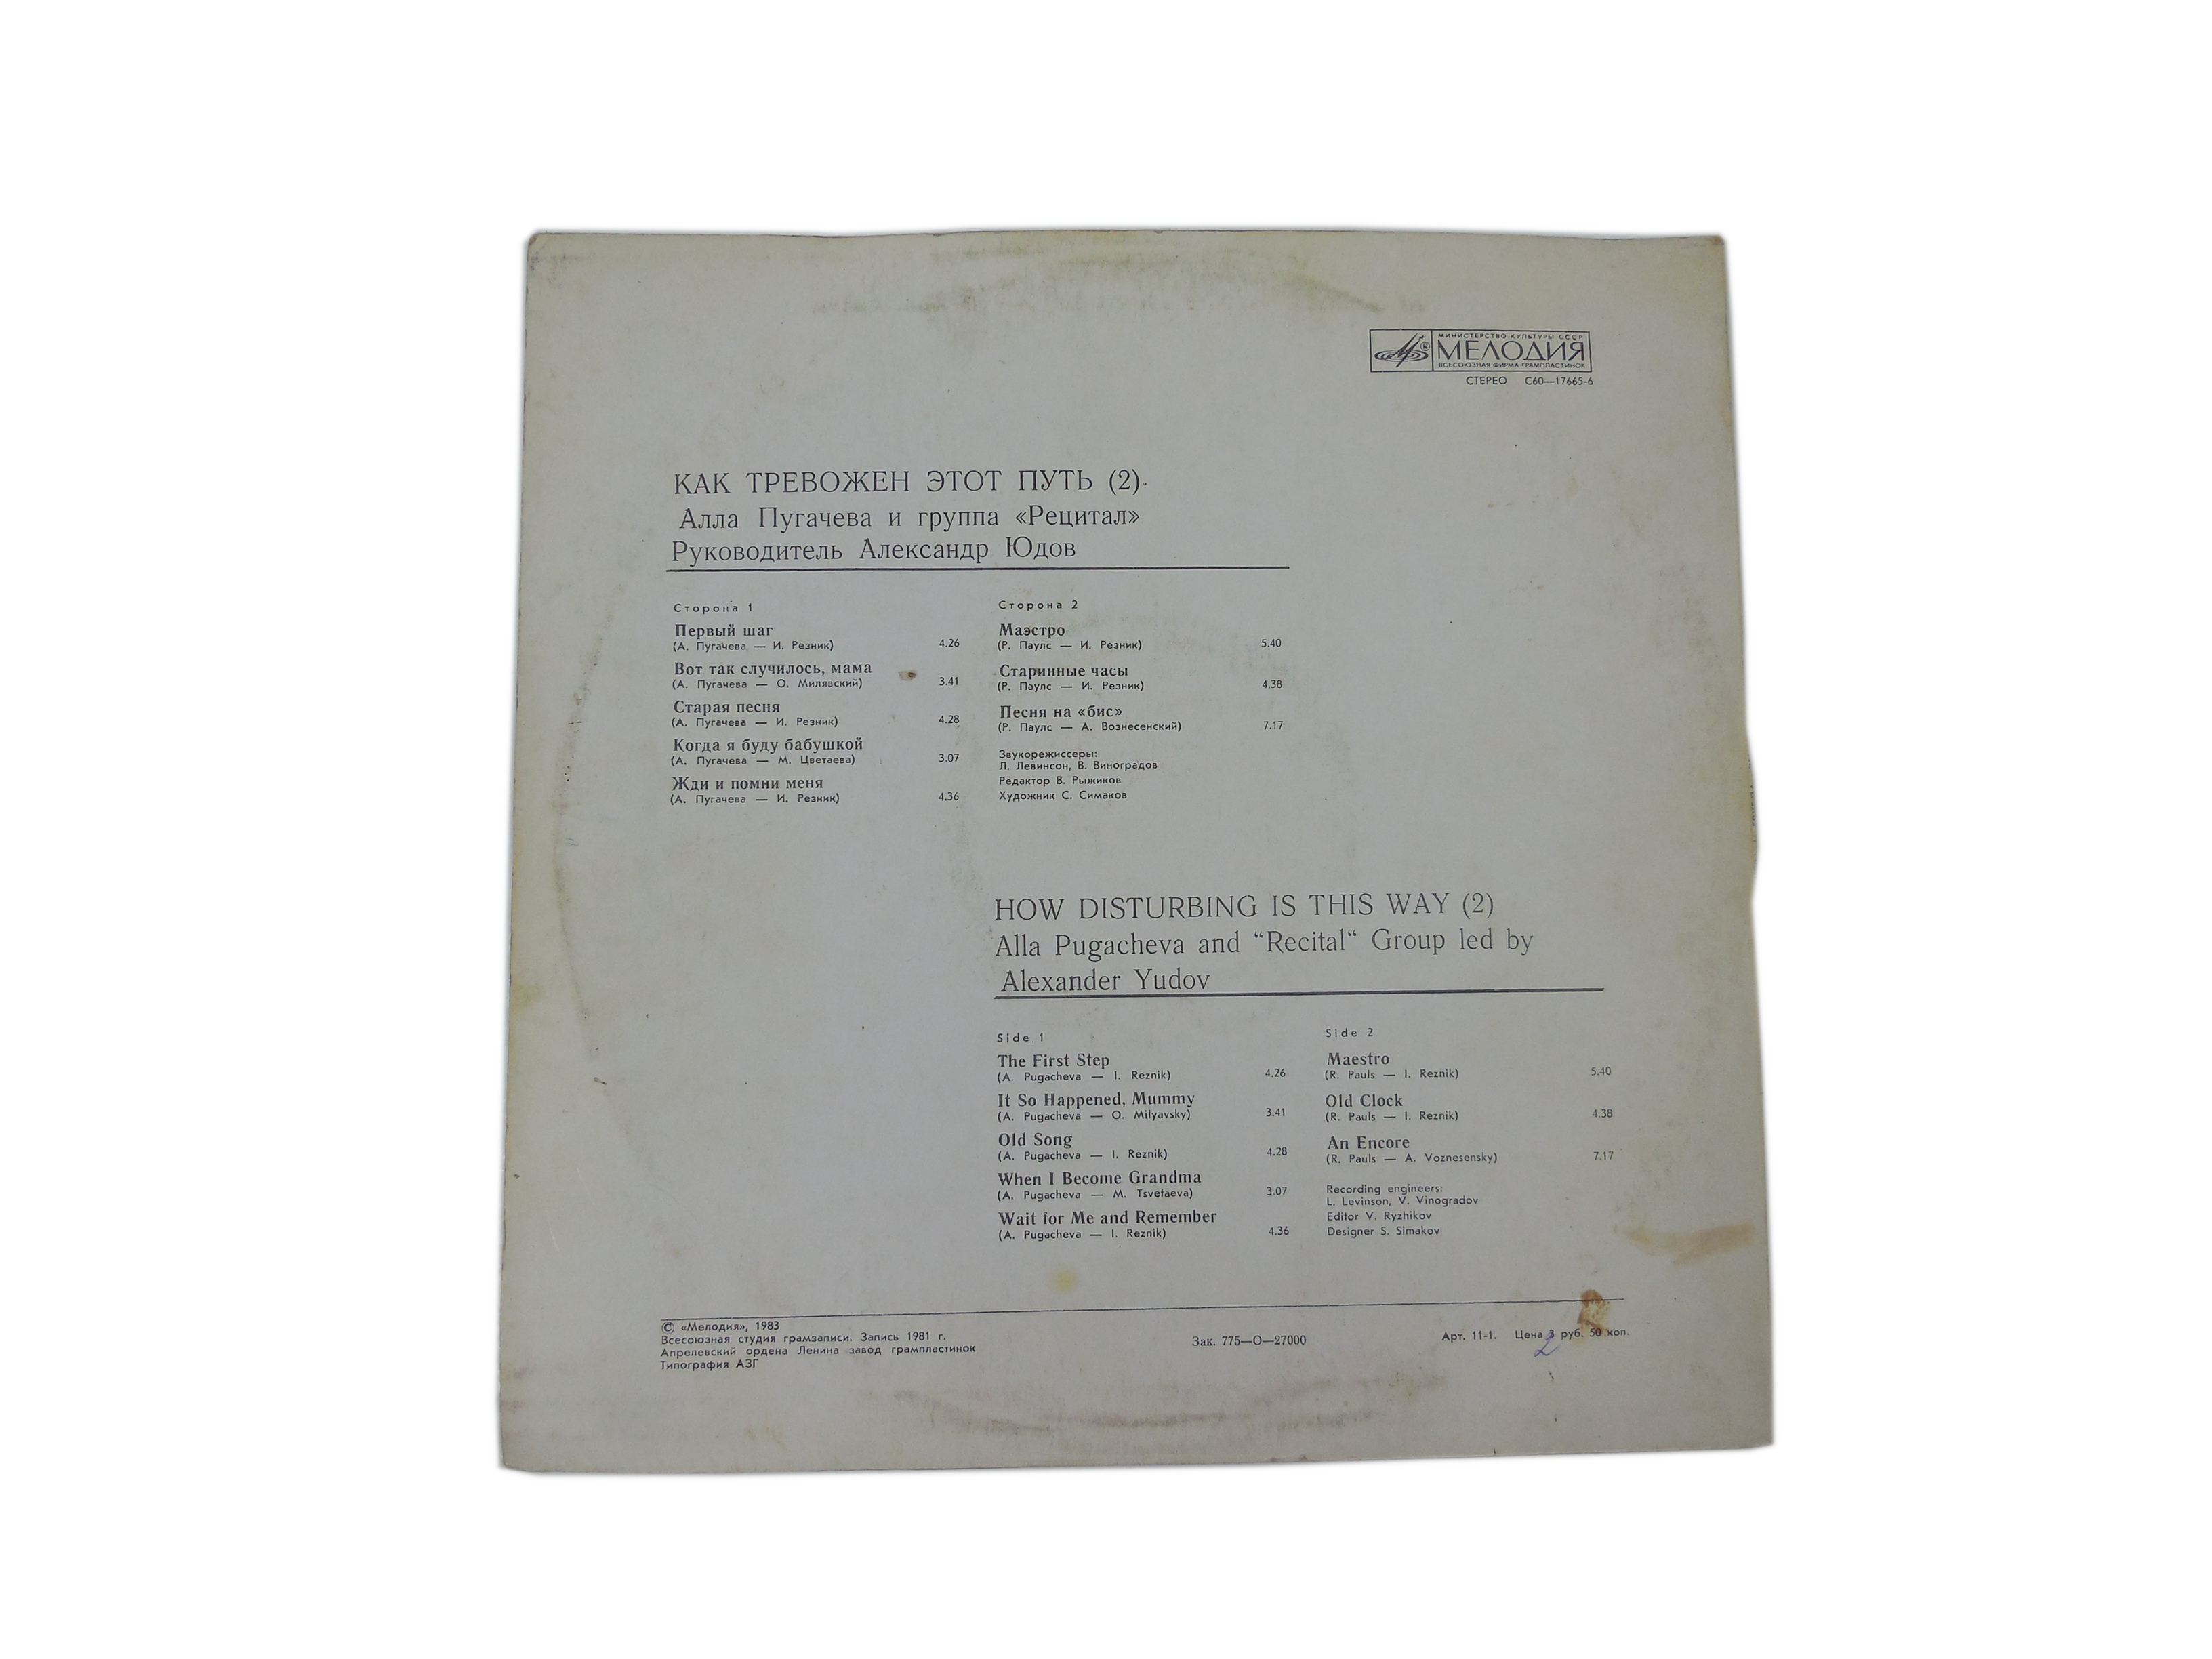 МИНИСТЕРСТВО КУЛЬТУРЫ СССР
МЕЛОДИЯ
ВСЕСОЮЗНАЯ ФИРМА ГРАМПЛАСТИНОК
СТЕРЕО С60—17665-6
КАК ТРЕВОЖЕН ЭТОТ ПУТЬ (2)
Алла Пугачева и группа «Рецитал»
Руководитель Александр Юдов
Сторона 1
Первый шаг
(А. Пугачева — И. Резник) 4.26
Вот так случилось, мама
(А. Пугачева — О. Милявский) 3.41
Старая песня
(А. Пугачева — И. Резник) 4.28
Когда я буду бабушкой
(А. Пугачева — М. Цветаева) 3.07
Жди и помни меня
(А. Пугачева — И. Резник) 4.36
Сторона 2
Маэстро
(Р. Паулс — И. Резник) 5.40
Старинные часы
(Р. Паулс — И. Резник) 4.38
Песня на «бис»
(Р. Паулс — А. Вознесенский) 7.17
Звукорежиссеры:
Л. Левинсон, В. Виноградов
Редактор В. Рыжиков
Художник С. Симаков
HOW DISTURBING IS THIS WAY (2)
Alla Pugacheva and “Recital“ Group led by
Alexander Yudov
Side 1
The First Step
(A. Pugacheva — I. Reznik) 4.26
It So Happened, Mummy
(A. Pugacheva — O. Milyavsky) 3.41
Old Song
(A. Pugacheva — I. Reznik) 4.28
When I Become Grandma
(A. Pugacheva — M. Tsvetaeva) 3.07
Wait for Me and Remember
(A. Pugacheva — I. Reznik) 4.36
Side 2
Maestro
(R. Pauls — I. Reznik) 5.40
Old Clock
(R. Pauls — I. Reznik) 4.38
An Encore
(R. Pauls — A. Voznesensky) 7.17
Recording engineers:
L. Levinson, V. Vinogradov
Editor V. Ryzhikov
Designer S. Simakov
© «Мелодия», 1983
Всесоюзная студия грамзаписи. Запись 1981 г.
Апрелевский ордена Ленина завод грампластинок
Типография АЗГ
Зак. 775—О—27000
Арт. 11-1. Цена 3 руб. 50 коп.
2